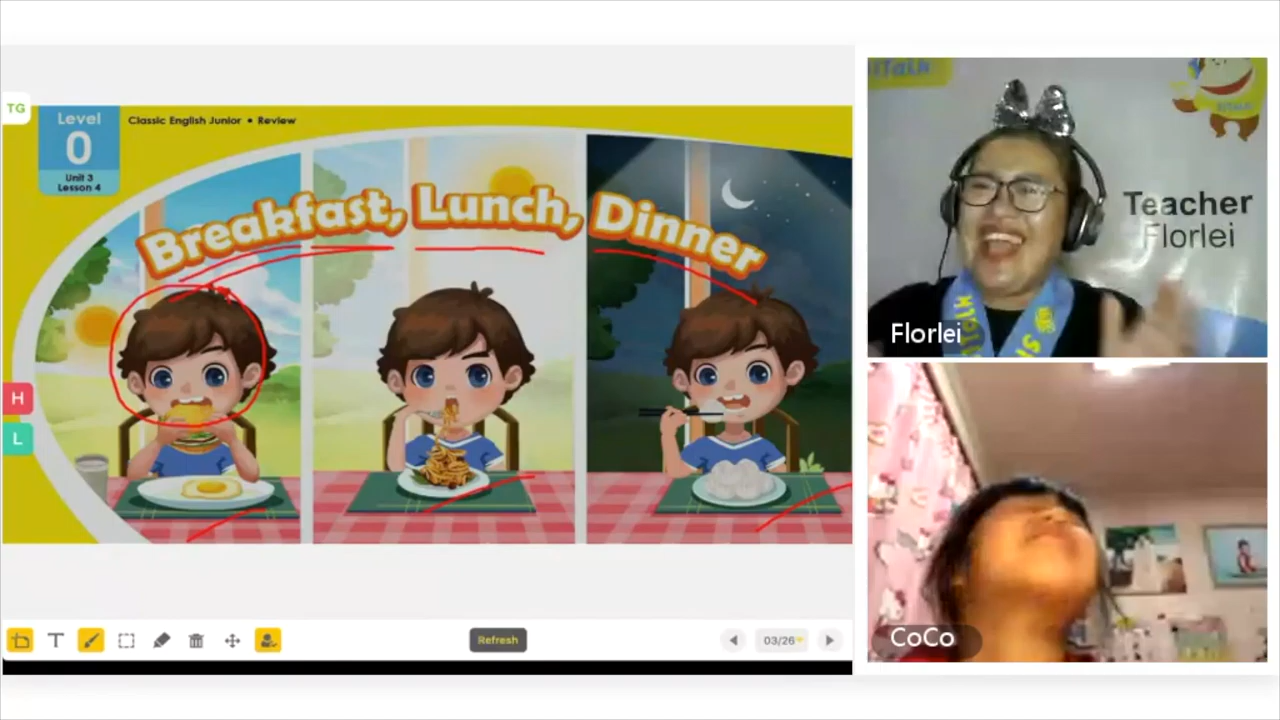 TG
Level
0
Unit 3
Lesson 4
Classic English Junior • Review
Breakfast, Lunch, Dinner
H
L
T
Refresh
03/26
Teacher
Florlei
Florlei
CoCo